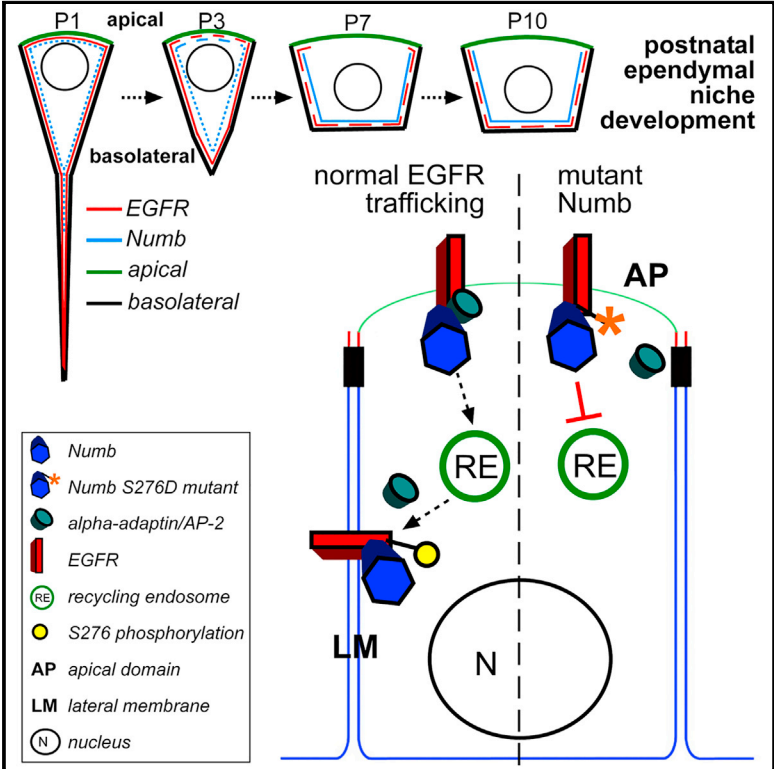 P1
apical
P3
P7
P10
postnatal
ependymal
niche
development
basolateral
EGFR
Numb
apical
basolateral
normal EGFR
trafficking
mutant
Numb
AP
*
RE
RE
LM
N
Numb
* Numb S276D mutant
alpha-adaptin/AP-2
EGFR
RE recycling endosome
S276 phosphorylation
AP apical domain
LM lateral membrane
N nucleus